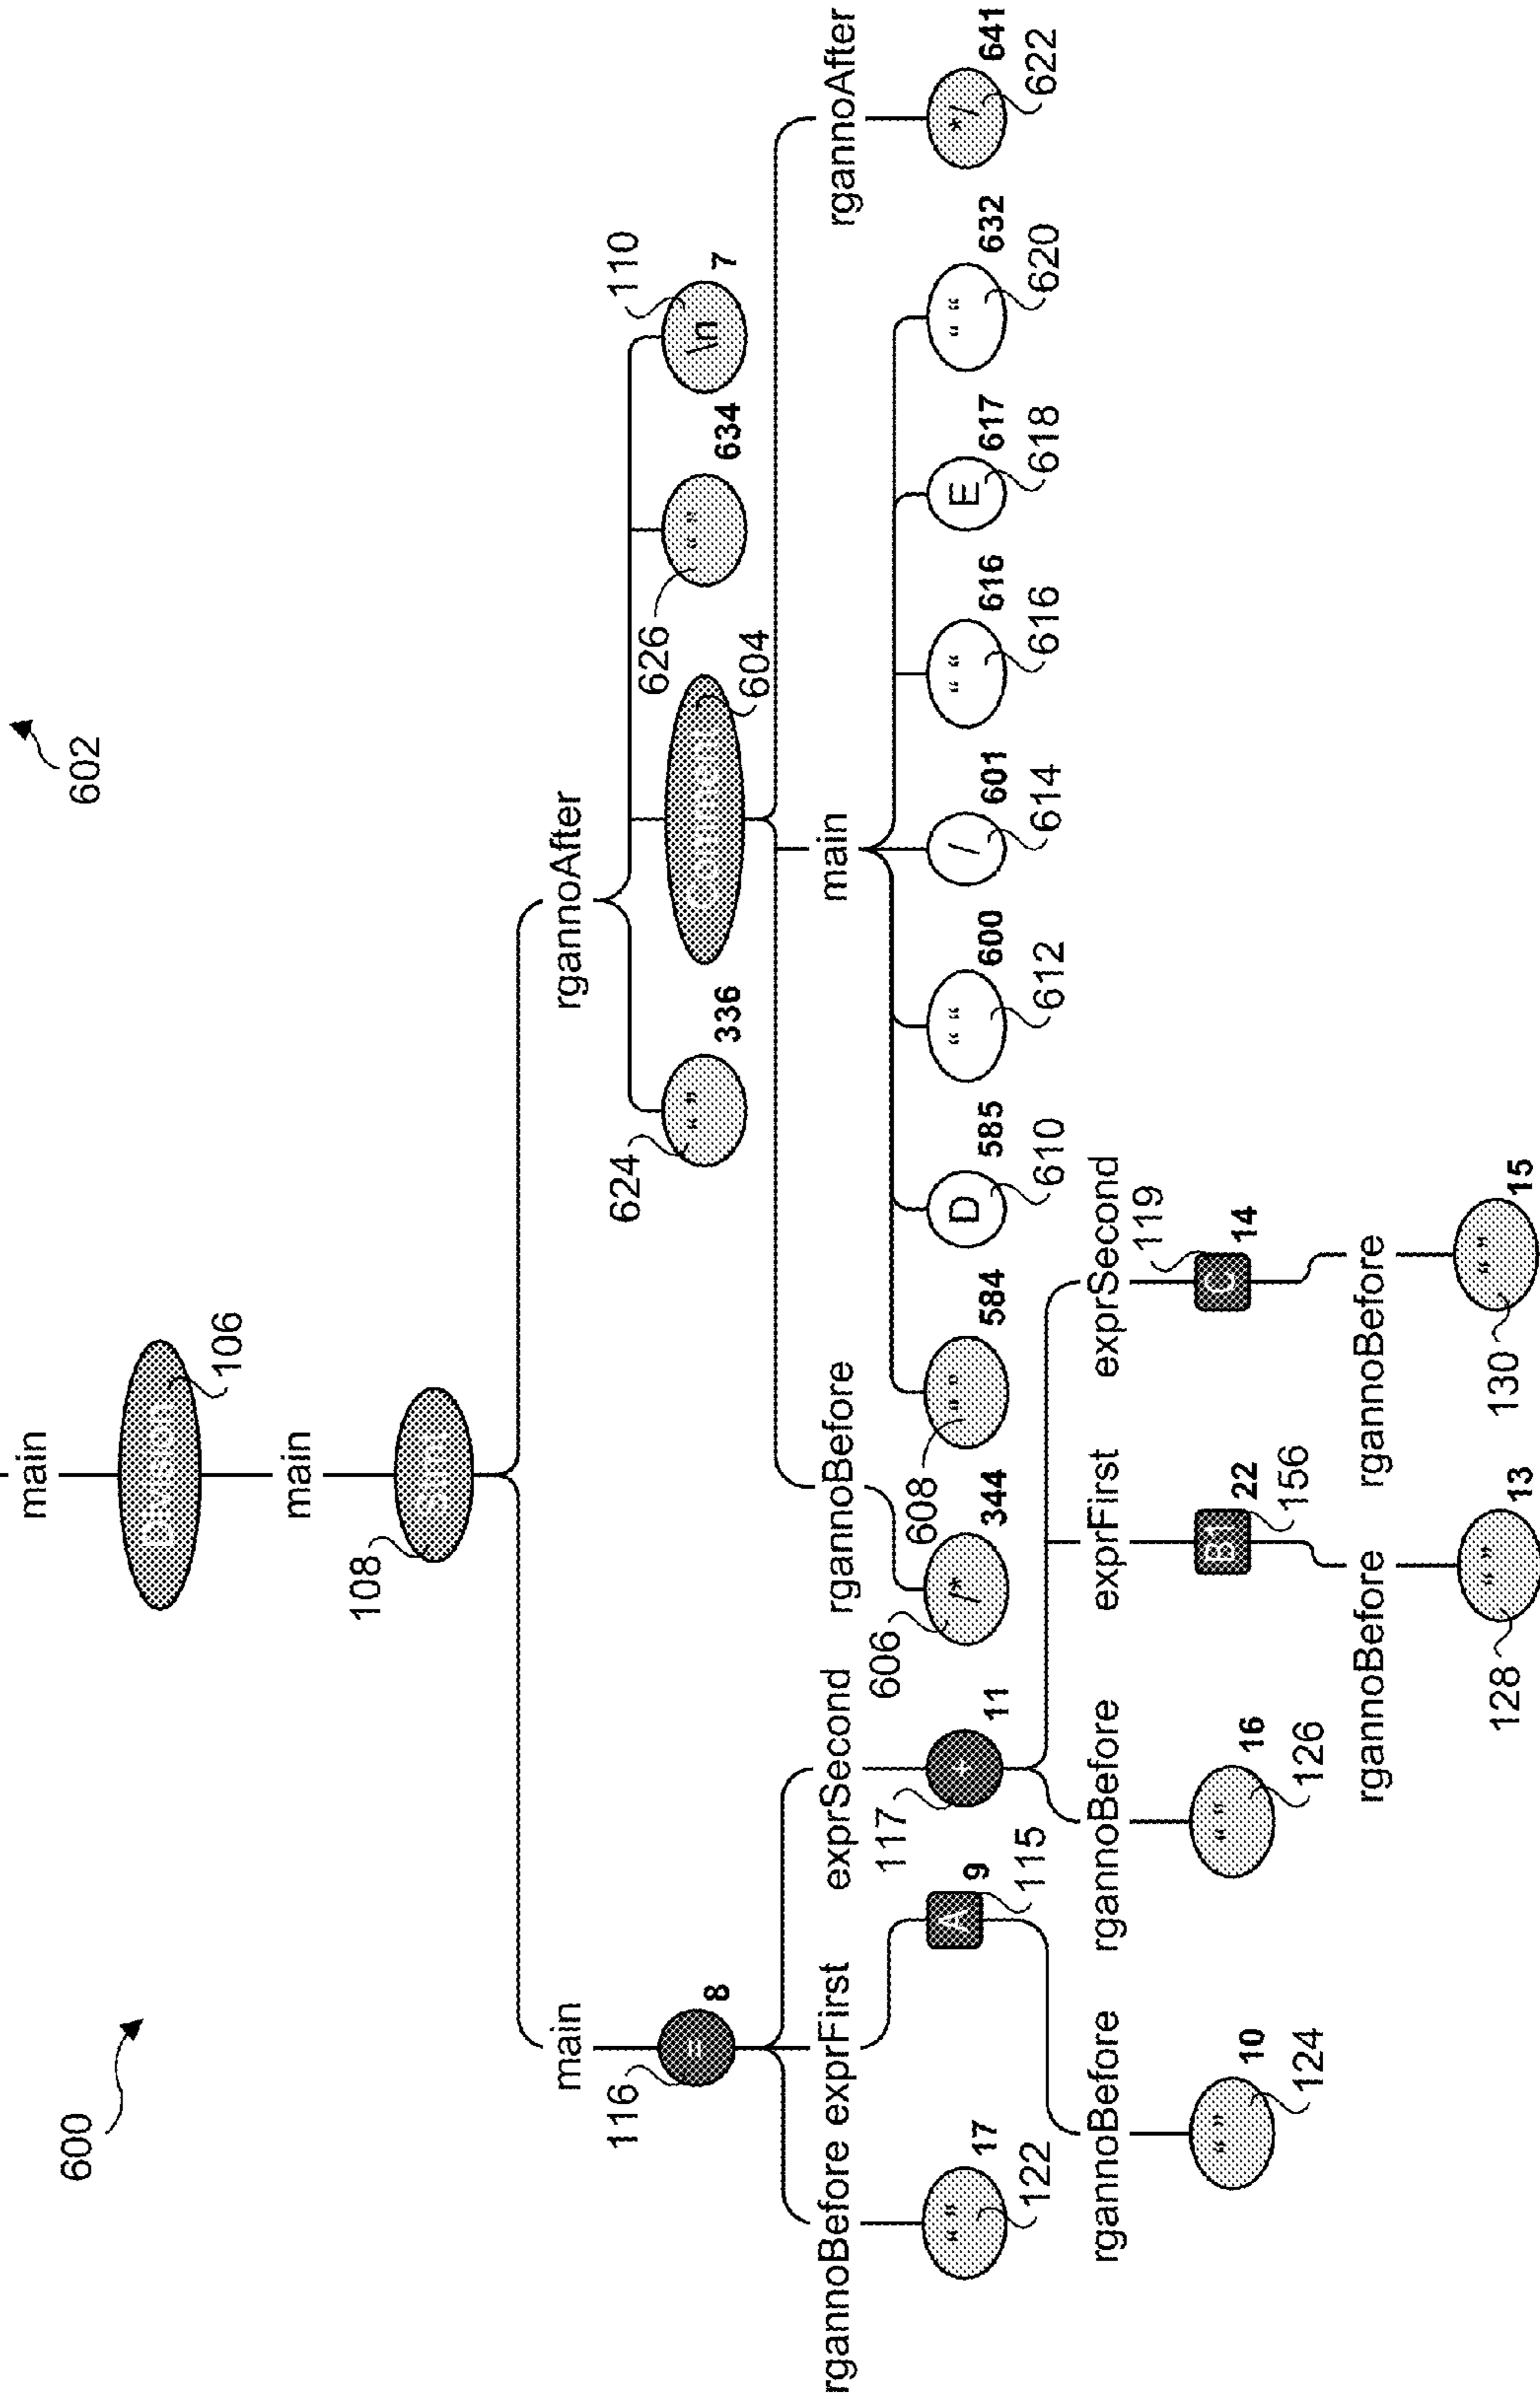 600
602
main
Division
106
main
108
main rgannoAfter
116 624 626 110
= “ ” Comment “ ” \n
8 336 604 634 7
rgannoBefore exprFirst exprSecond rgannoBefore main rgannoAfter
117 606 608
“ ” A + /* “ ” D “ “ / “ “ E “ “ */
17 9 11 344 584 585 600 601 616 617 632 641
122 115 610 612 614 616 618 620 622
rgannoBefore rgannoBefore exprFirst exprSecond
119
“ ” “ “ B1 C
10 16 22 14
124 126 156
rgannoBefore rgannoBefore
“ ” “ ”
128 13 130 15